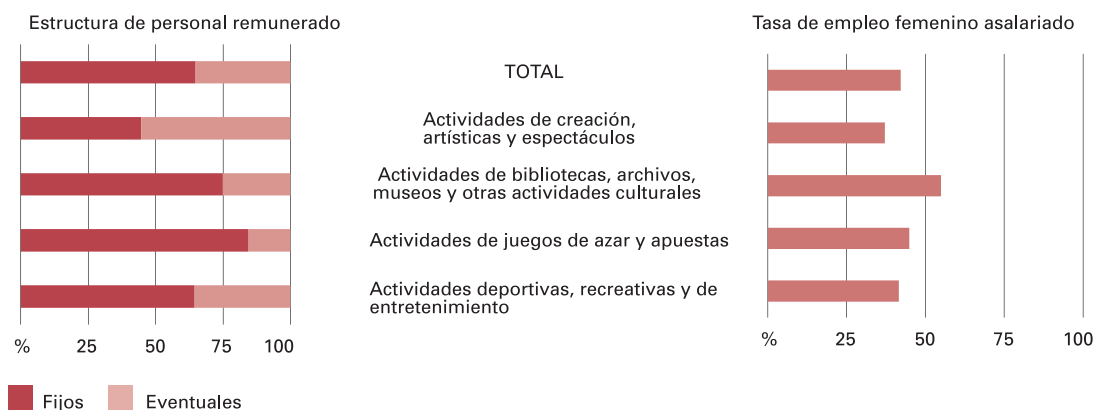 Estructura de personal remunerado
Tasa de empleo femenino asalariado
TOTAL
Actividades de creación,
artísticas y espectáculos
Actividades de bibliotecas, archivos,
museos y otras actividades culturales
Actividades de juegos de azar y apuestas
Actividades deportivas, recreativas y de
entretenimiento
% 25 50 75 100
% 25 50 75 100
Fijos Eventuales